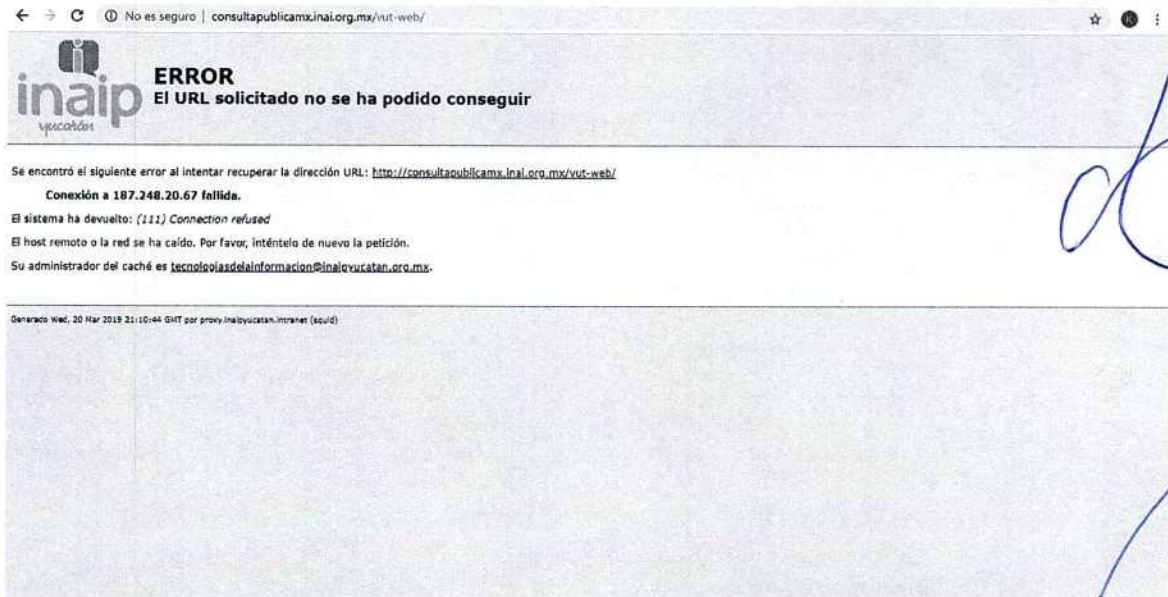 No es seguro | consultapublicamx.inai.org.mx/vut-web/
inaip
yucatán
ERROR
El URL solicitado no se ha podido conseguir
Se encontró el siguiente error al intentar recuperar la dirección URL: http://consultapublicamx.inai.org.mx/vut-web/
Conexión a 187.248.20.67 fallida.
El sistema ha devuelto: (111) Connection refused
El host remoto o la red se ha caído. Por favor, inténtelo de nuevo la petición.
Su administrador del caché es tecnologiasdelainformacion@inaipyucatan.org.mx.
Generado Wed, 20 Mar 2019 21:10:44 GMT por proxy.inaipyucatan.intranet (squid)